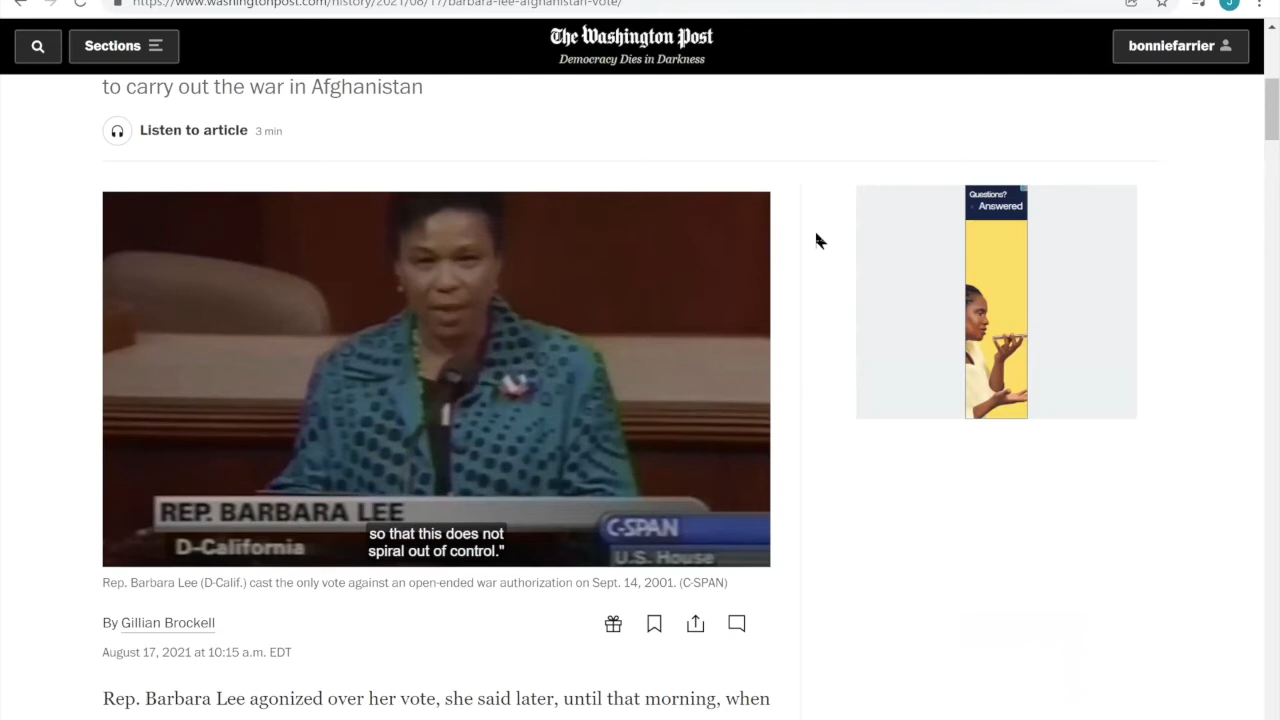 https://www.washingtonpost.com/history/2021/08/17/barbara-lee-afghanistan-vote/
J
Sections
The Washington Post
Democracy Dies in Darkness
bonniefarrier
to carry out the war in Afghanistan
Listen to article 3 min
Questions?
Answered
REP. BARBARA LEE
D-California
so that this does not
spiral out of control."
C-SPAN
U.S. House
Rep. Barbara Lee (D-Calif.) cast the only vote against an open-ended war authorization on Sept. 14, 2001. (C-SPAN)
By Gillian Brockell
August 17, 2021 at 10:15 a.m. EDT
Rep. Barbara Lee agonized over her vote, she said later, until that morning, when